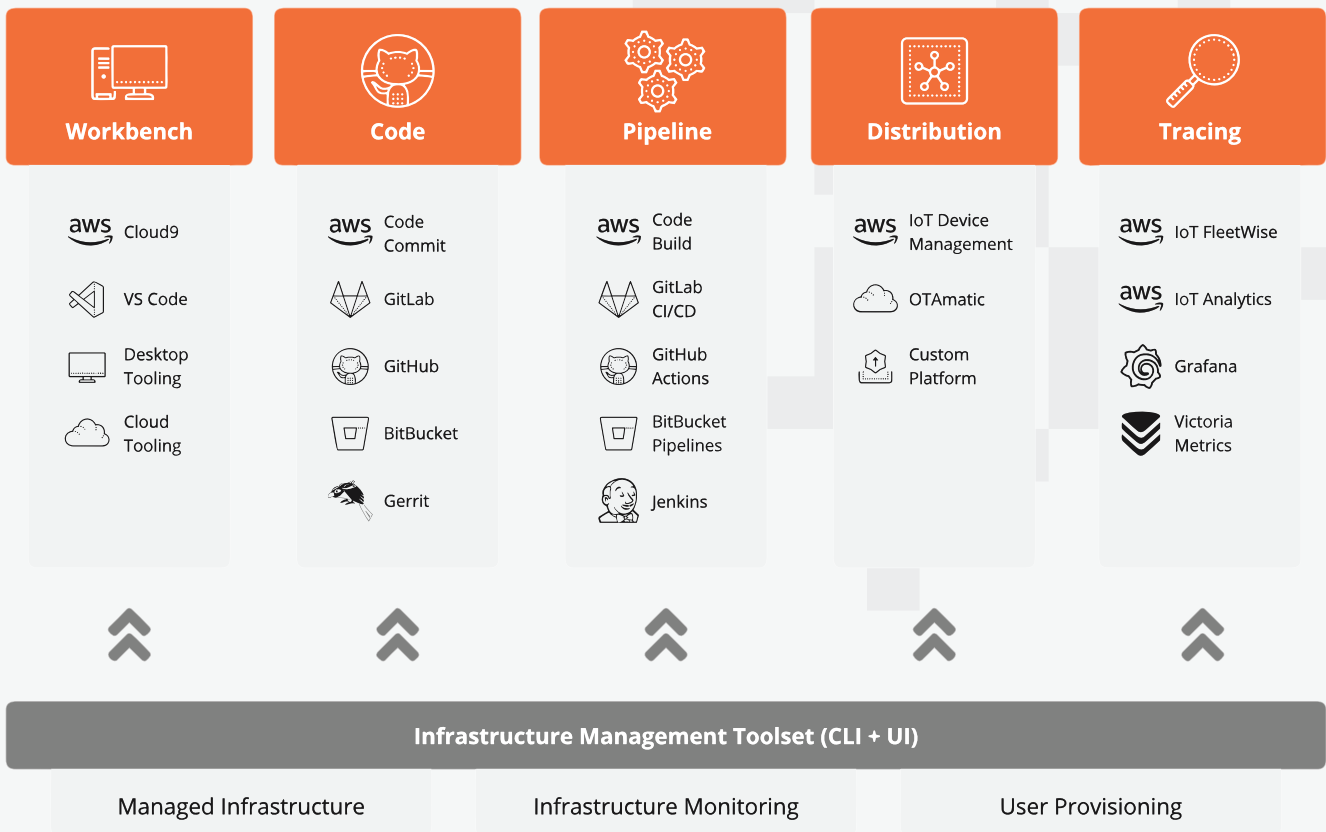 Workbench
Code
Pipeline
Distribution
Tracing
aws
Cloud9
VS Code
Desktop
Tooling
Cloud
Tooling
aws
Code
Commit
GitLab
GitHub
BitBucket
Gerrit
aws
Code
Build
GitLab
CI/CD
GitHub
Actions
BitBucket
Pipelines
Jenkins
aws
IoT Device
Management
OTAmatic
Custom
Platform
aws
IoT FleetWise
aws
IoT Analytics
Grafana
Victoria
Metrics
Infrastructure Management Toolset (CLI + UI)
Managed Infrastructure
Infrastructure Monitoring
User Provisioning